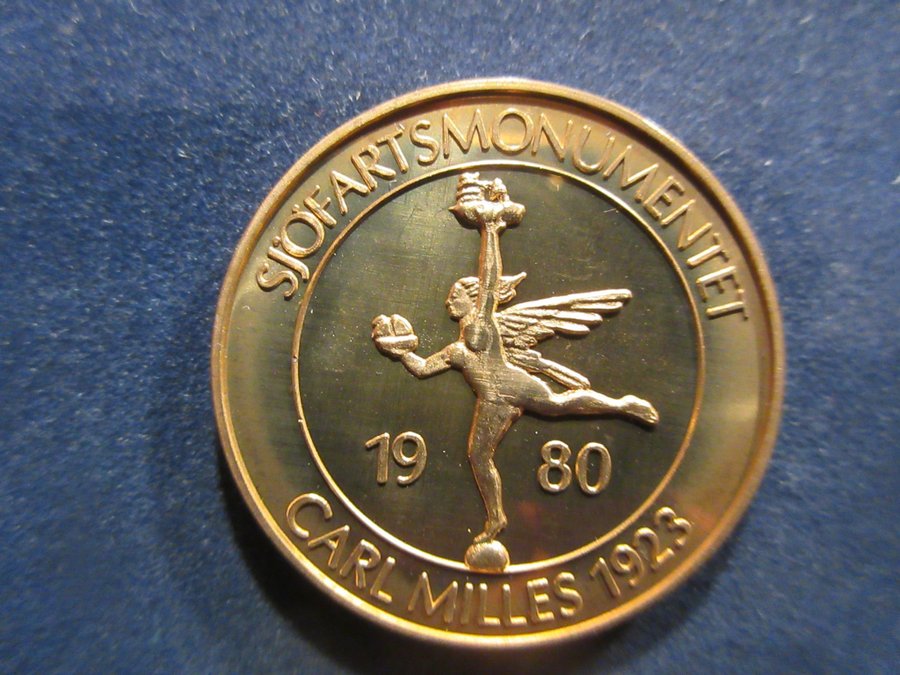 SJÖFARTSMONUMENTET
19 80
CARL MILLES 1923